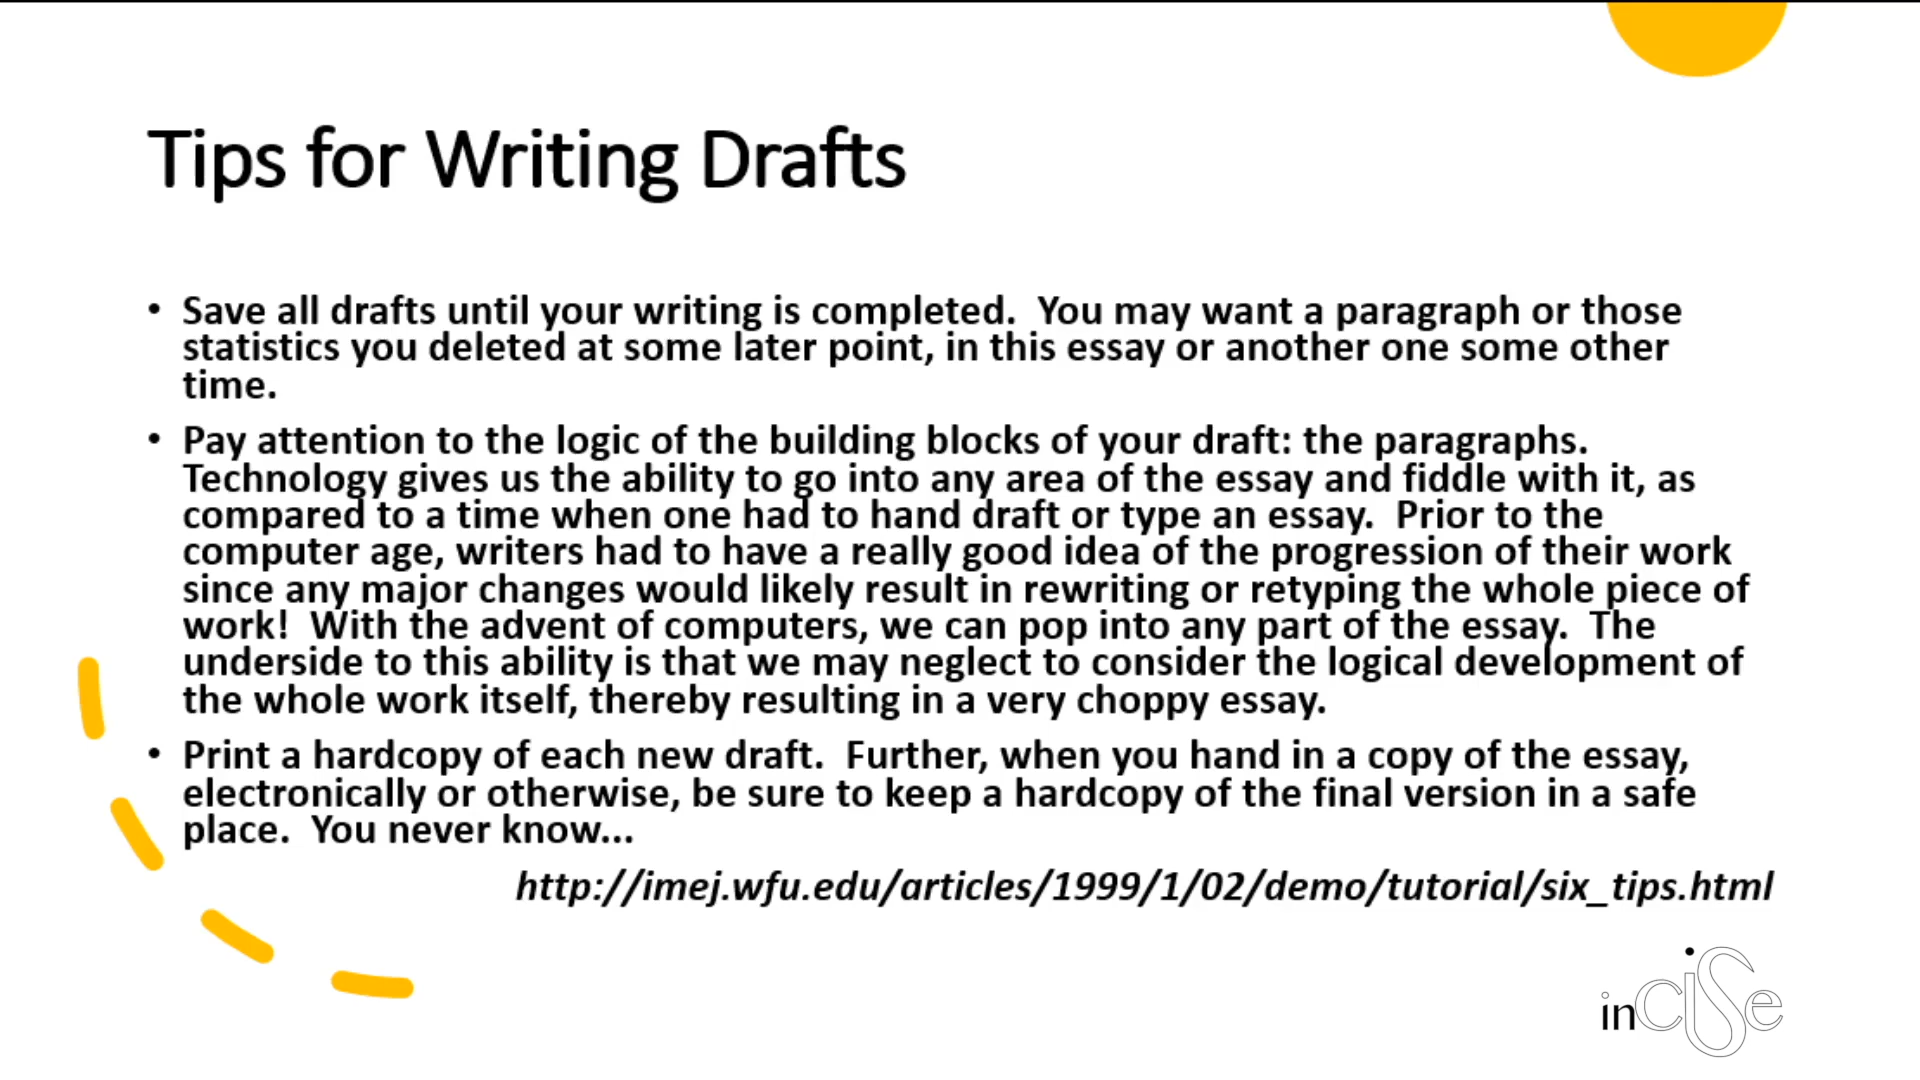 Tips for Writing Drafts
• Save all drafts until your writing is completed.  You may want a paragraph or those
statistics you deleted at some later point, in this essay or another one some other
time.
• Pay attention to the logic of the building blocks of your draft: the paragraphs.
Technology gives us the ability to go into any area of the essay and fiddle with it, as
compared to a time when one had to hand draft or type an essay.  Prior to the
computer age, writers had to have a really good idea of the progression of their work
since any major changes would likely result in rewriting or retyping the whole piece of
work!  With the advent of computers, we can pop into any part of the essay.  The
underside to this ability is that we may neglect to consider the logical development of
the whole work itself, thereby resulting in a very choppy essay.
• Print a hardcopy of each new draft.  Further, when you hand in a copy of the essay,
electronically or otherwise, be sure to keep a hardcopy of the final version in a safe
place.  You never know...
http://imej.wfu.edu/articles/1999/1/02/demo/tutorial/six_tips.html
inCiSe